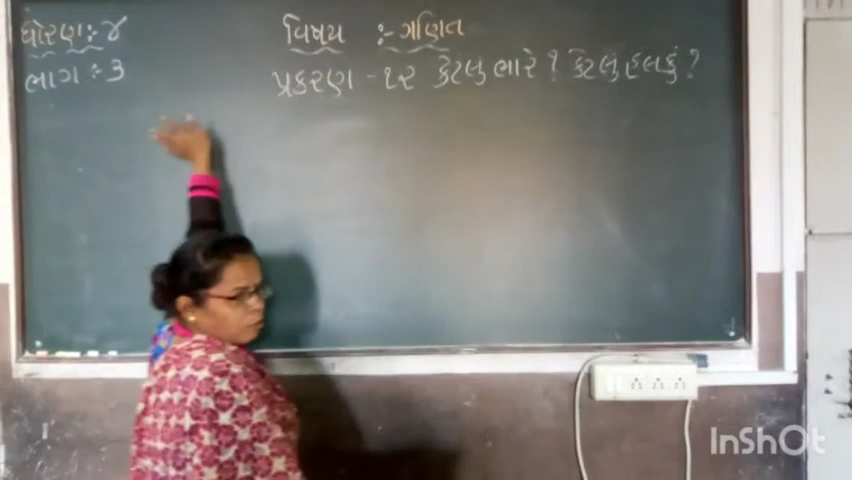 ધોરણ :- ૪
વિષય :- ગણિત
ભાગ :- ૩
પ્રકરણ - ૧૨ કેટલુ ભારે ? કેટલુ હલકું ?
InShOt